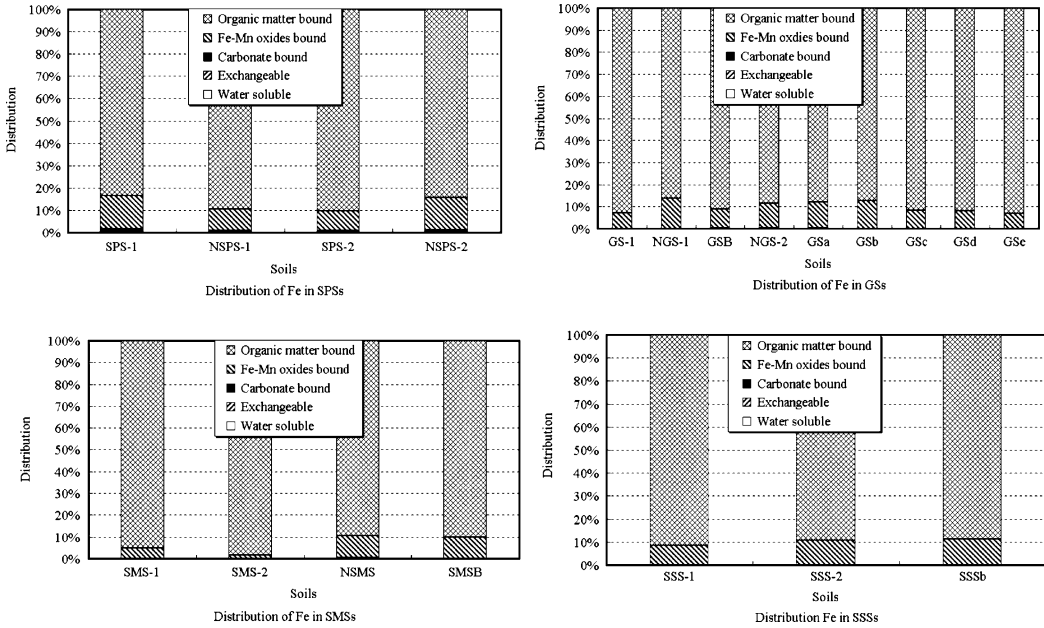 100%
90%
80%
70%
60%
50%
40%
30%
20%
10%
0%
Distribution
Organic matter bound
Fe-Mn oxides bound
Carbonate bound
Exchangeable
Water soluble
SPS-1 NSPS-1 SPS-2 NSPS-2
Soils
Distribution of Fe in SPSs
100%
90%
80%
70%
60%
50%
40%
30%
20%
10%
0%
Distribution
Organic matter bound
Fe-Mn oxdies bound
Carbonate bound
Exchangeable
Water soluble
GS-1 NGS-1 GSB NGS-2 GSa GSb GSc GSd GSe
Soils
Distribution of Fe in GSs
100%
90%
80%
70%
60%
50%
40%
30%
20%
10%
0%
Distribution
Organic matter bound
Fe-Mn oxides bound
Carbonate bound
Exchangeable
Water soluble
SMS-1 SMS-2 NSMS SMSB
Soils
Distribution of Fe in SMSs
100%
90%
80%
70%
60%
50%
40%
30%
20%
10%
0%
Distribution
Organic matter bound
Fe-Mn oxides bound
Carbonate bound
Exchangeable
Water soluble
SSS-1 SSS-2 SSSb
Soils
Distribution Fe in SSSs